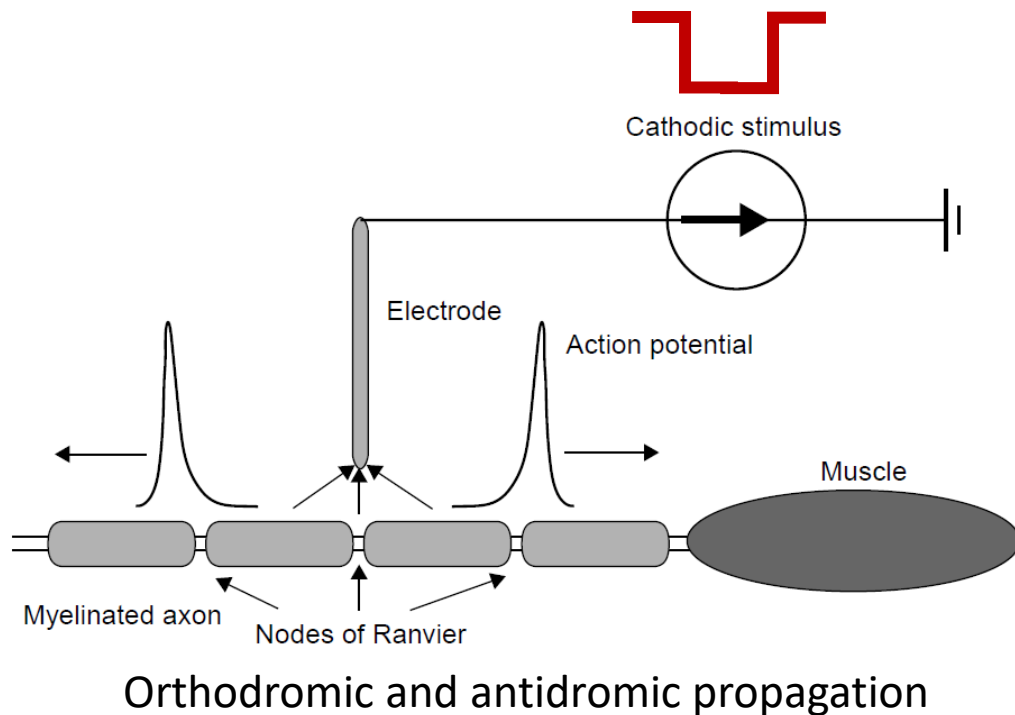 Cathodic stimulus
Electrode
Action potential
Muscle
Myelinated axon
Nodes of Ranvier
Orthodromic and antidromic propagation